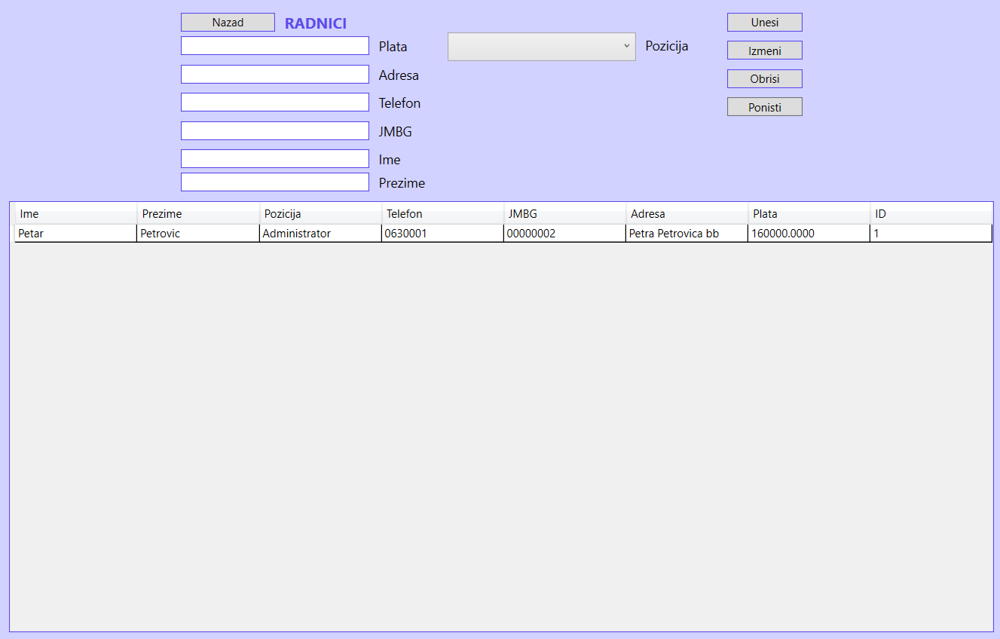 Nazad RADNICI Unesi
Plata Pozicija Izmeni
Adresa Obrisi
Telefon Ponisti
JMBG
Ime
Prezime
Ime Prezime Pozicija Telefon JMBG Adresa Plata ID
Petar Petrovic Administrator 0630001 00000002 Petra Petrovica bb 160000.0000 1